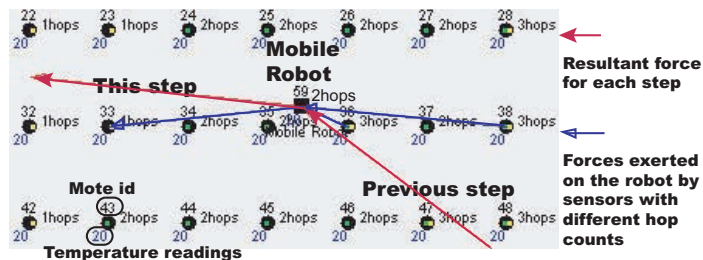 22 23 24 25 26 27 28
1hops 1hops 2hops 2hops 2hops 2hops 3hops
20 20 20 20 20 20 20
Mobile
Robot
59
2hops
This step
32 33 34 35 36 37 38
1hops 1hops 2hops 3hops 2hops 3hops
Mobile Robot
20 20 20 20 20 20
Mote id
Previous step
42 43 44 45 46 47 48
1hops 2hops 2hops 2hops 2hops 3hops 3hops
20 20 20 20 20 20 20
Temperature readings
Resultant force
for each step
Forces exerted
on the robot by
sensors with
different hop
counts